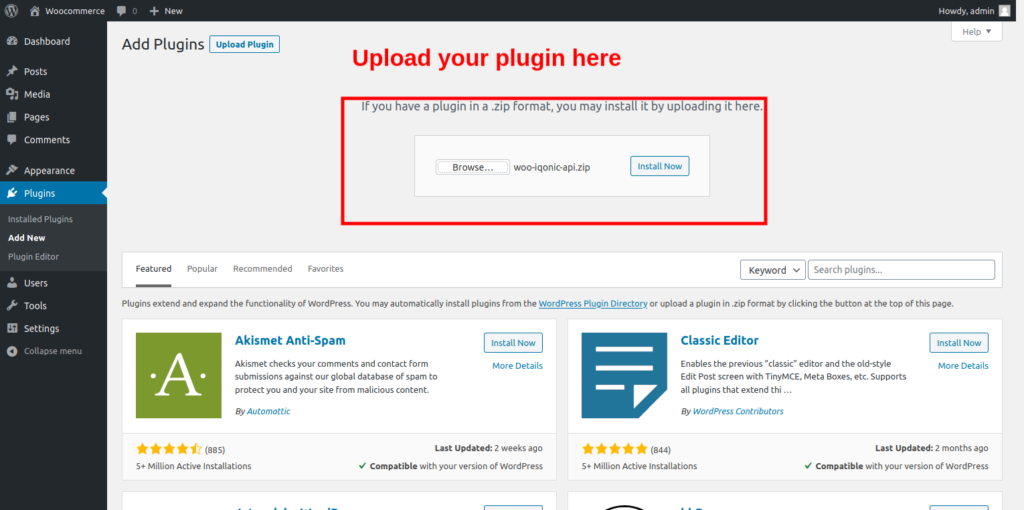 Woocommerce 0 New Howdy, admin
Dashboard
Posts
Media
Pages
Comments
Appearance
Plugins
Installed Plugins
Add New
Plugin Editor
Users
Tools
Settings
Collapse menu
Add Plugins Upload Plugin
Help
Upload your plugin here
If you have a plugin in a .zip format, you may install it by uploading it here.
Browse... woo-iqonic-api.zip Install Now
Featured Popular Recommended Favorites Keyword Search plugins...
Plugins extend and expand the functionality of WordPress. You may automatically install plugins from the WordPress Plugin Directory or upload a plugin in .zip format by clicking the button at the top of this page.
·A·
Akismet Anti-Spam
Install Now
More Details
Akismet checks your comments and contact form
submissions against our global database of spam to
protect you and your site from malicious content.
By Automattic
(885)
Last Updated: 2 weeks ago
5+ Million Active Installations
Compatible with your version of WordPress
Classic Editor
Install Now
More Details
Enables the previous "classic" editor and the old-style
Edit Post screen with TinyMCE, Meta Boxes, etc. Supports
all plugins that extend thi ...
By WordPress Contributors
(844)
Last Updated: 2 months ago
5+ Million Active Installations
Compatible with your version of WordPress